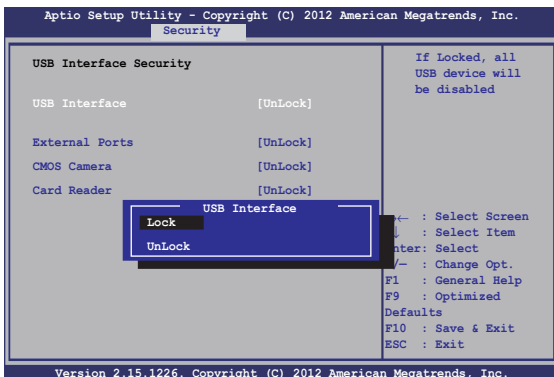 Aptio Setup Utility - Copyright (C) 2012 American Megatrends, Inc.
Security
USB Interface Security
USB Interface [UnLock]
External Ports [UnLock]
CMOS Camera [UnLock]
Card Reader [UnLock]
USB Interface
Lock
UnLock
If Locked, all
USB device will
be disabled
→← : Select Screen
↓ : Select Item
nter: Select
/— : Change Opt.
F1 : General Help
F9 : Optimized
Defaults
F10 : Save & Exit
ESC : Exit
Version 2.15.1226. Copyright (C) 2012 American Megatrends, Inc.